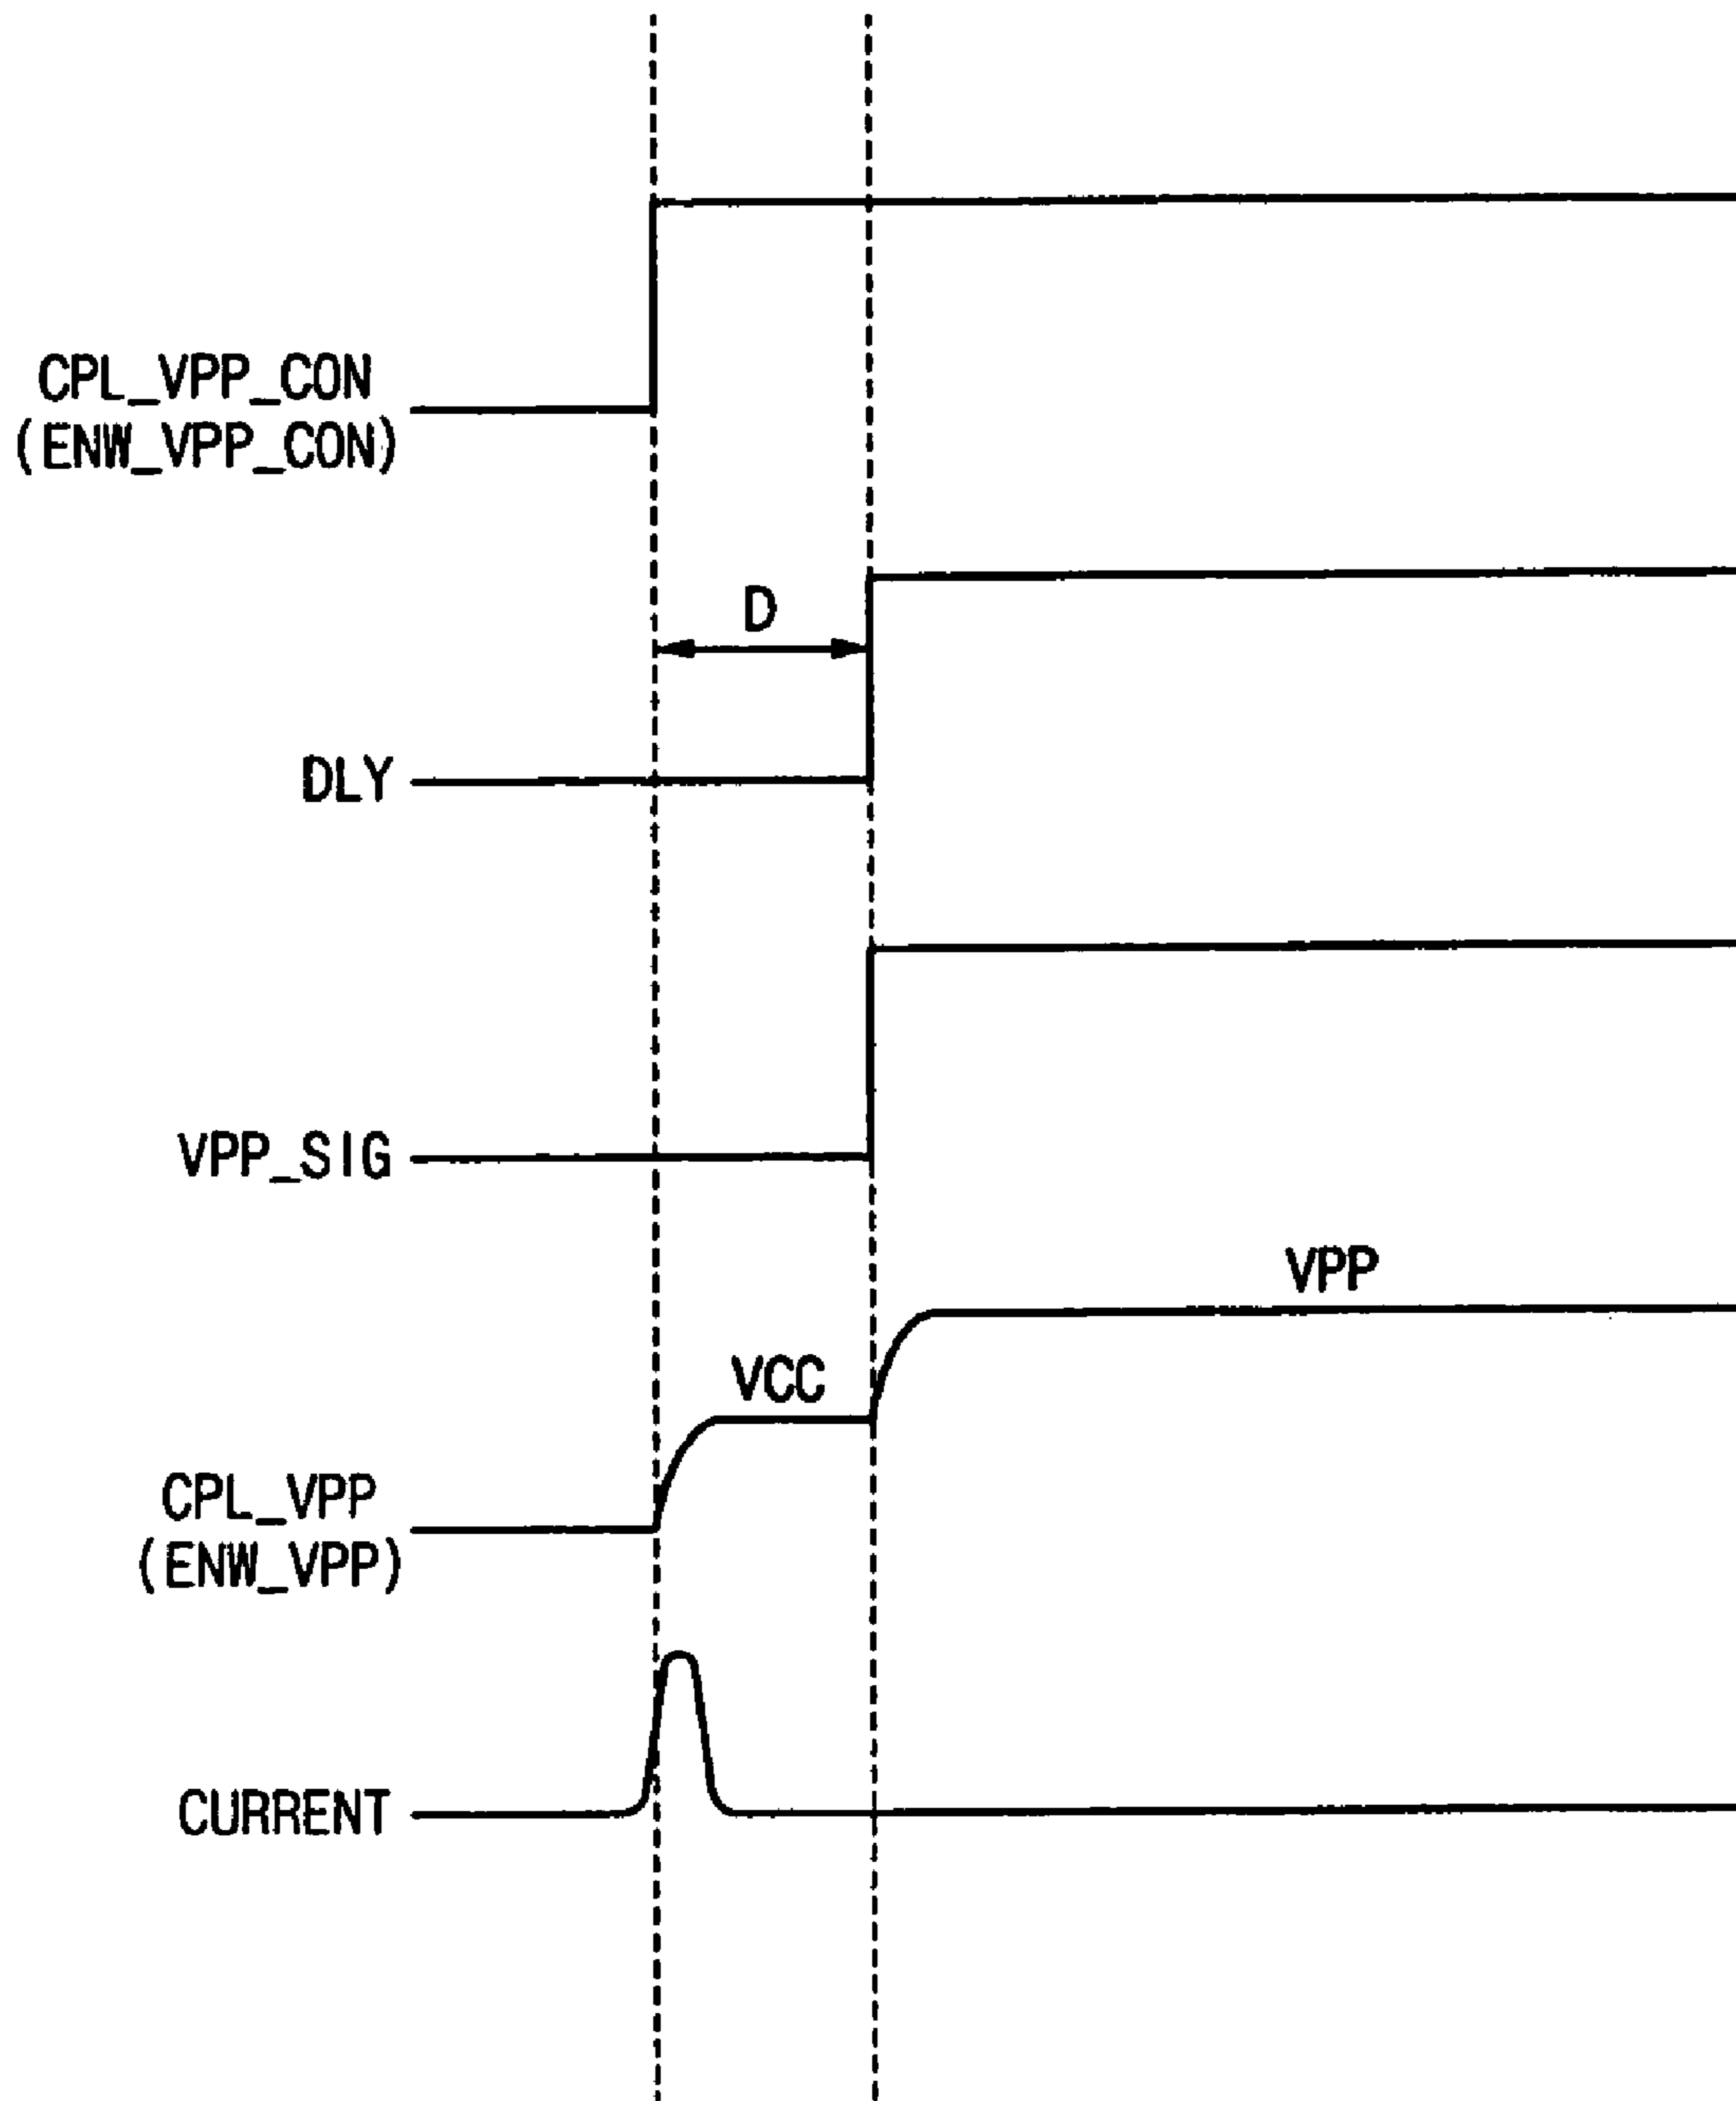 CPL_VPP_CON
(ENW_VPP_CON)
D
DLY
VPP_SIG
VPP
VCC
CPL_VPP
(ENW_VPP)
CURRENT